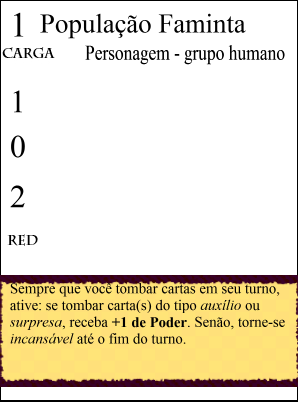 1 População Faminta
CARGA Personagem - grupo humano
1
0
2
RED
Sempre que você tombar cartas em seu turno,
ative: se tombar carta(s) do tipo auxílio ou
surpresa, receba +1 de Poder. Senão, torne-se
incansável até o fim do turno.